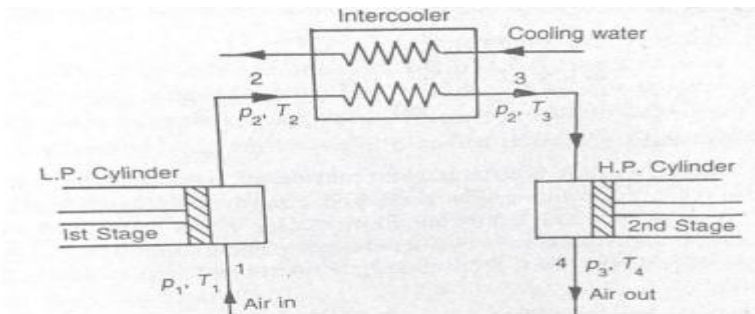 Intercooler
Cooling water
2
3
p2, T2
p2, T3
L.P. Cylinder
H.P. Cylinder
1st Stage
2nd Stage
1
4
p1, T1
p3, T4
Air in
Air out